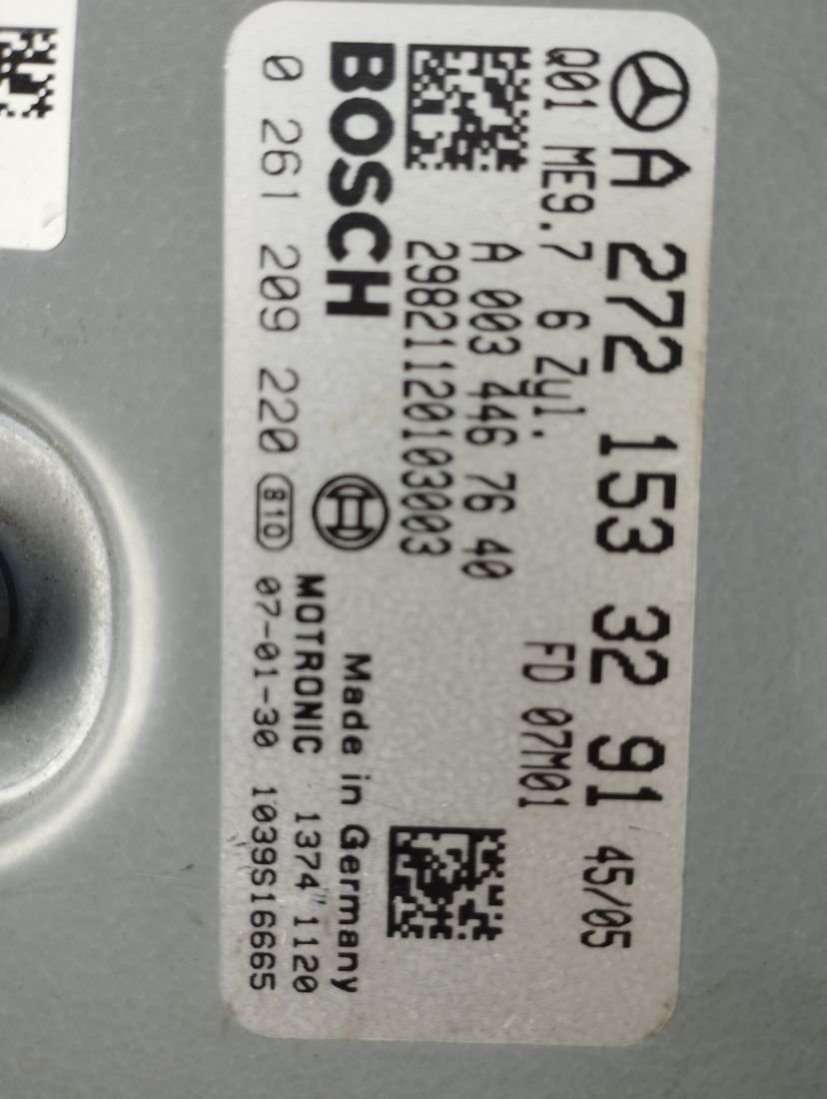 A 272 153 32 91 45/05
Q01 ME9.7 6 Zyl. FD 07M01
A 003 446 76 40
29821120103003
BOSCH
Made in Germany
MOTRONIC 1374"1120
0 261 209 220 810 07-01-30 1039S16665